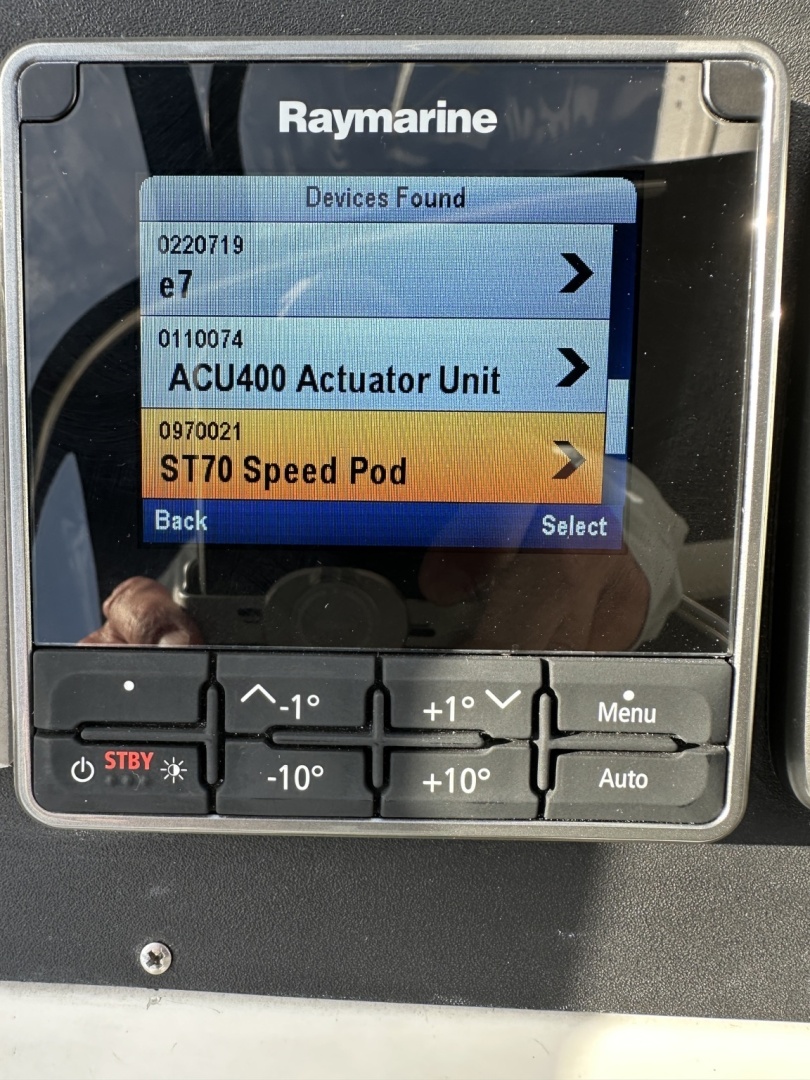 Raymarine
Devices Found
0220719
e7
0110074
ACU400 Actuator Unit
0970021
ST70 Speed Pod
Back Select
-1° +1° Menu
STBY -10° +10° Auto